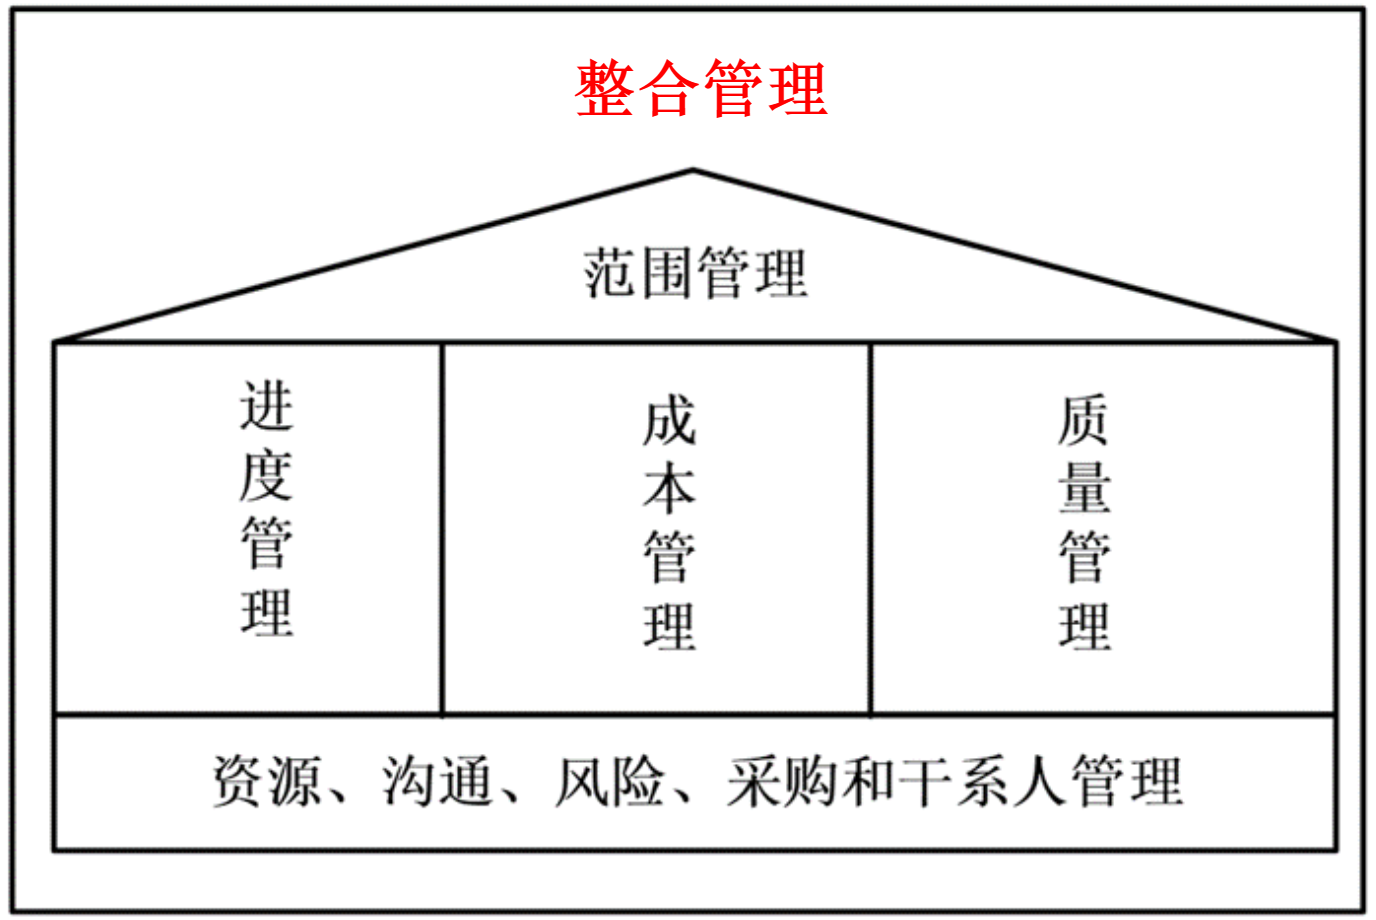 整合管理
范围管理
进度管理
成本管理
质量管理
资源、沟通、风险、采购和干系人管理